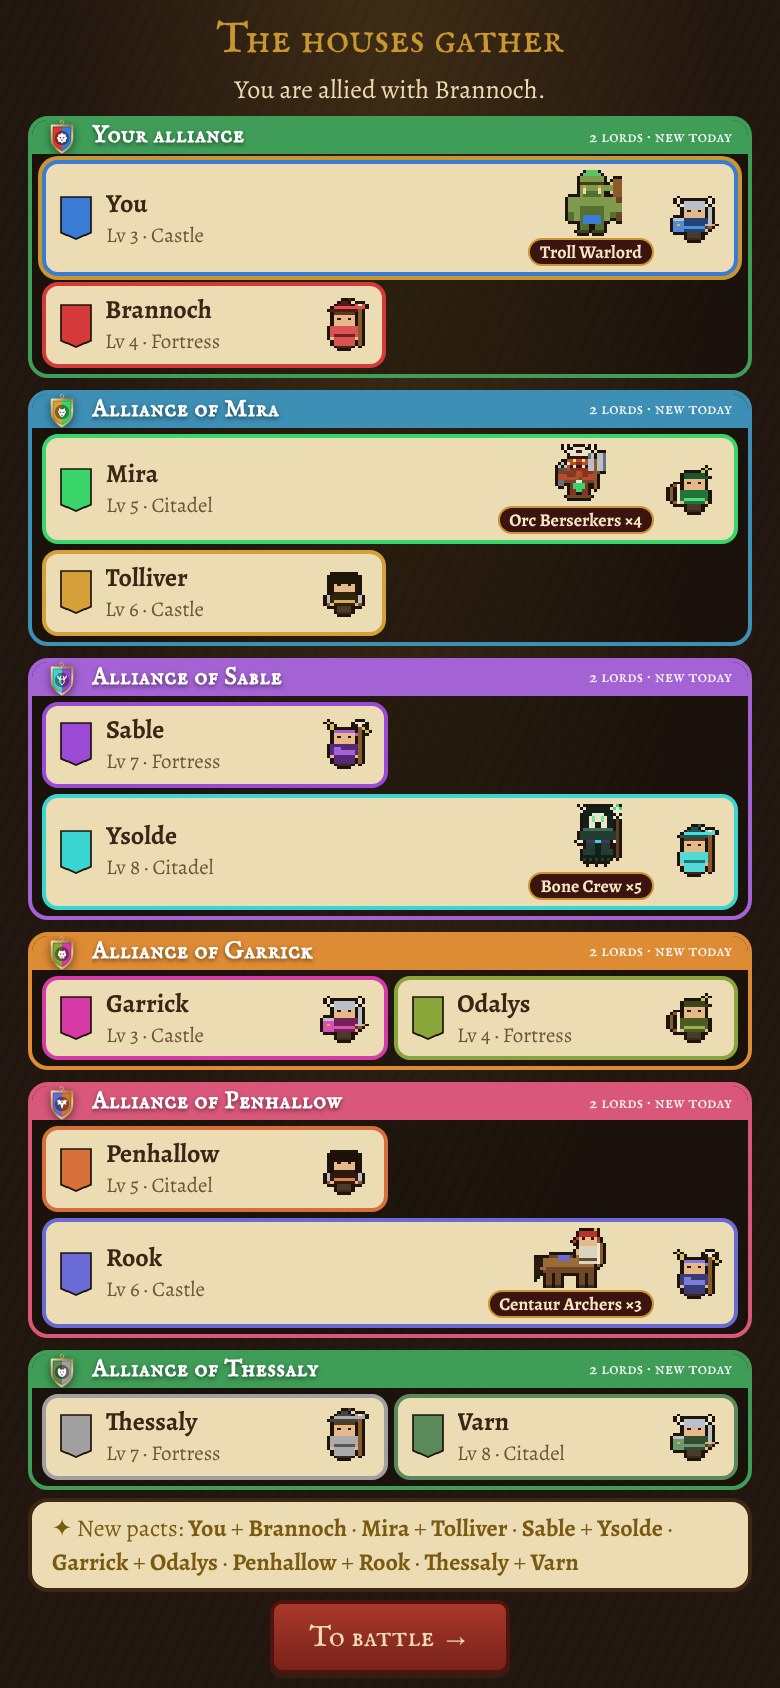 The houses gather
You are allied with Brannoch.
Your alliance
2 lords · new today
You
Lv 3 · Castle
Troll Warlord
Brannoch
Lv 4 · Fortress
Alliance of Mira
2 lords · new today
Mira
Lv 5 · Citadel
Orc Berserkers ×4
Tolliver
Lv 6 · Castle
Alliance of Sable
2 lords · new today
Sable
Lv 7 · Fortress
Ysolde
Lv 8 · Citadel
Bone Crew ×5
Alliance of Garrick
2 lords · new today
Garrick
Lv 3 · Castle
Odalys
Lv 4 · Fortress
Alliance of Penhallow
2 lords · new today
Penhallow
Lv 5 · Citadel
Rook
Lv 6 · Castle
Centaur Archers ×3
Alliance of Thessaly
2 lords · new today
Thessaly
Lv 7 · Fortress
Varn
Lv 8 · Citadel
✦ New pacts: You + Brannoch · Mira + Tolliver · Sable + Ysolde ·
Garrick + Odalys · Penhallow + Rook · Thessaly + Varn
To battle →